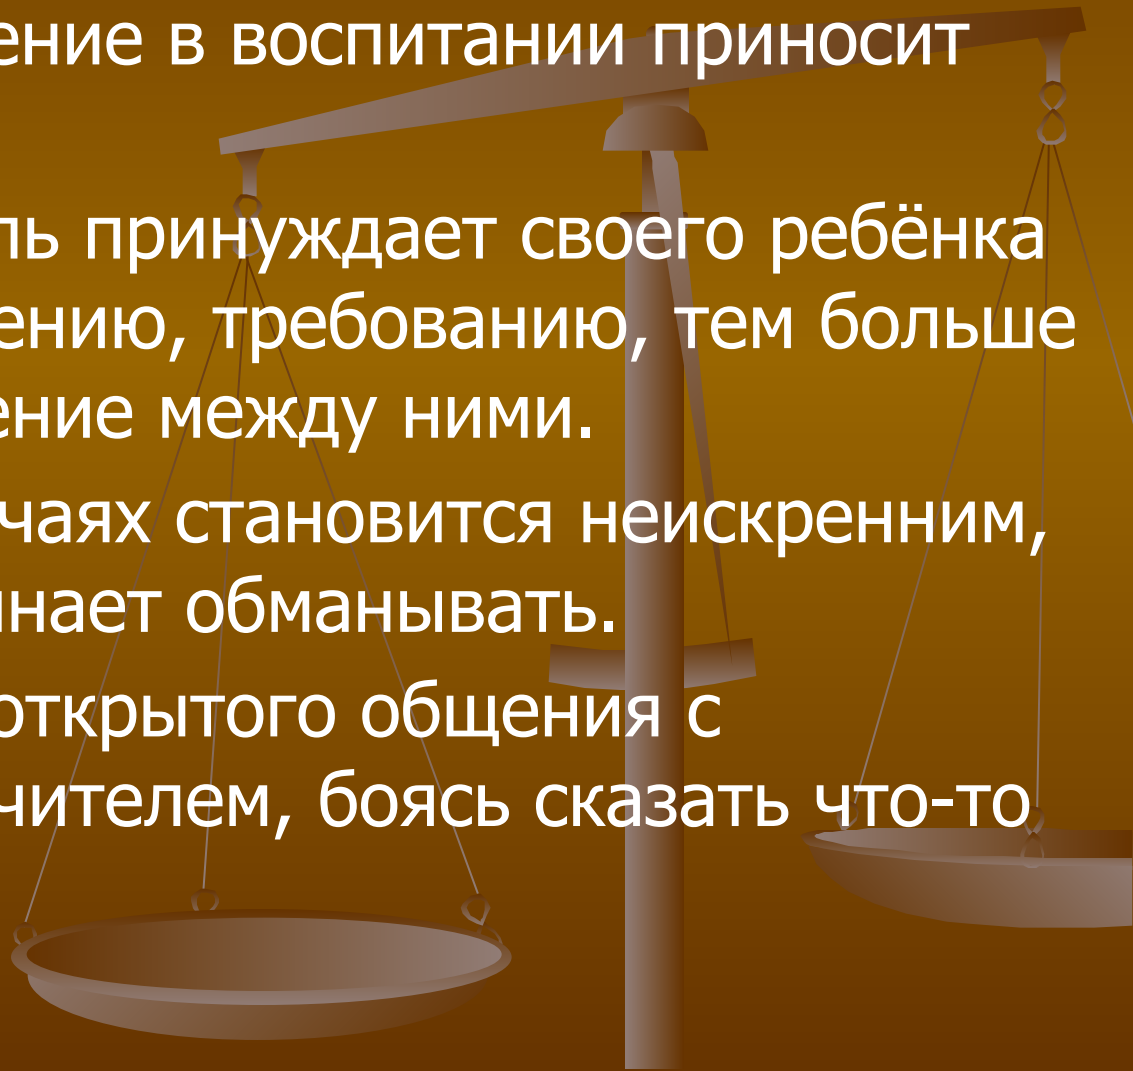 ение в воспитании приносит
ль принуждает своего ребёнка
ению, требованию, тем больше
ение между ними.
чаях становится неискренним,
инает обманывать.
открытого общения с
чителем, боясь сказать что-то